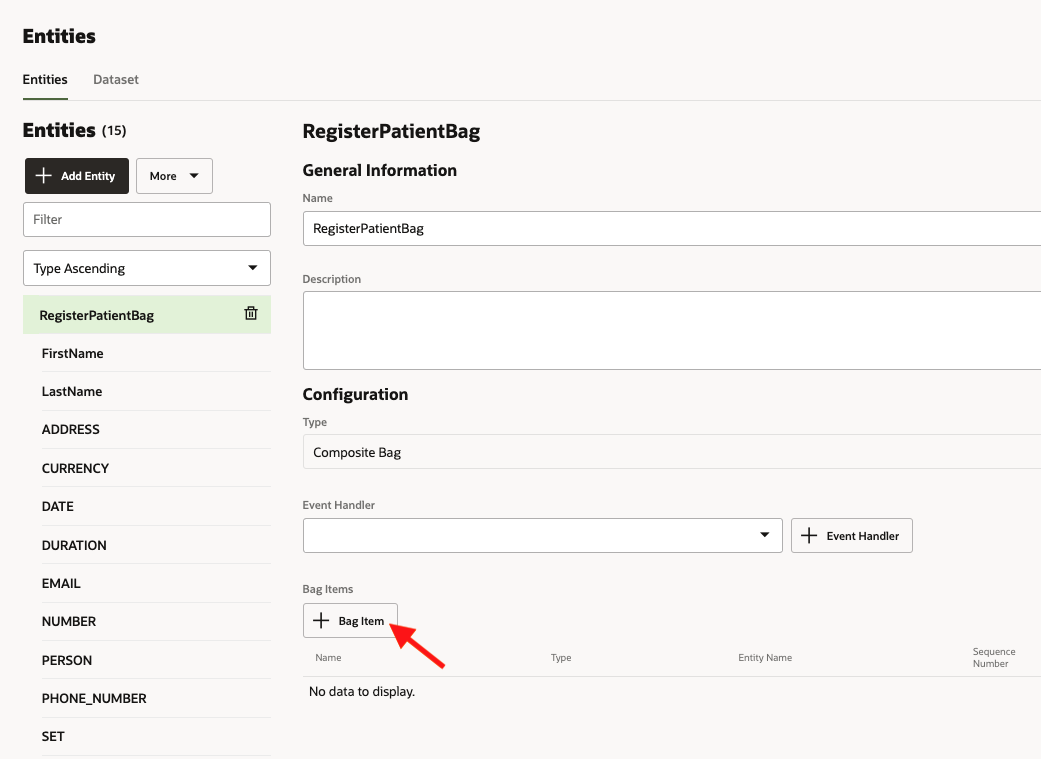 Entities
Entities Dataset
Entities (15)
Add Entity More
Filter
Type Ascending
RegisterPatientBag
FirstName
LastName
ADDRESS
CURRENCY
DATE
DURATION
EMAIL
NUMBER
PERSON
PHONE_NUMBER
SET
RegisterPatientBag
General Information
Name
RegisterPatientBag
Description
Configuration
Type
Composite Bag
Event Handler
Event Handler
Bag Items
Bag Item
Name Type Entity Name Sequence
Number
No data to display.